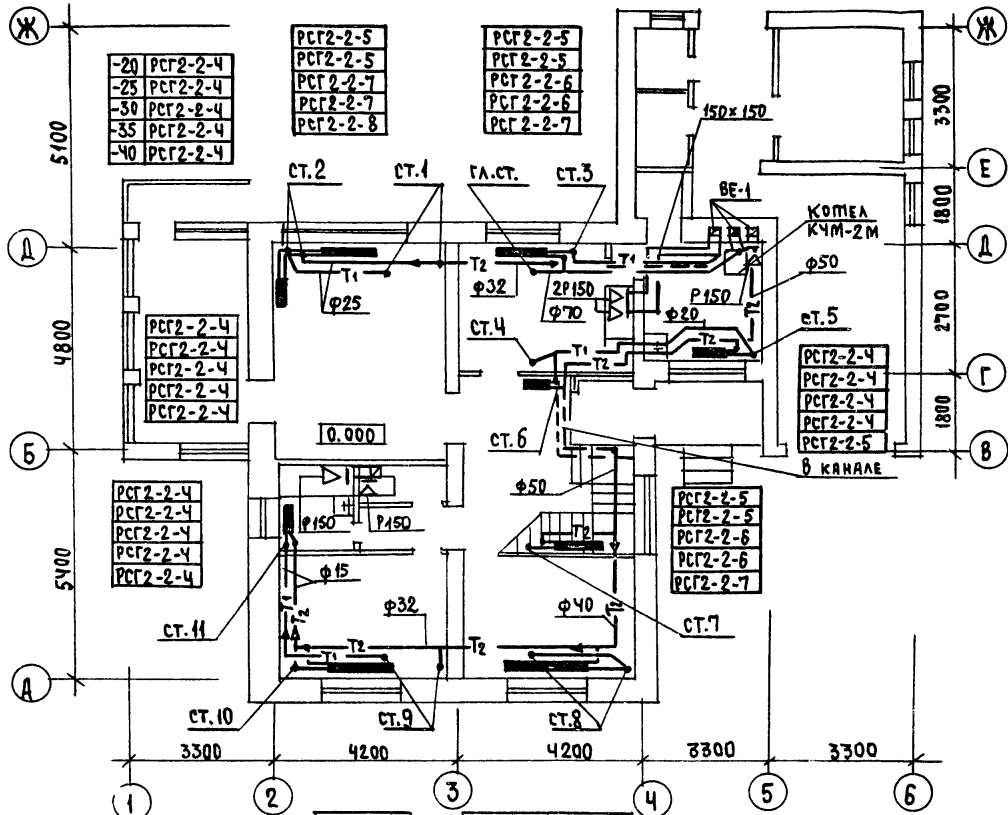 Ж
Ж
-20 РСГ2-2-4
-25 РСГ2-2-4
-30 РСГ2-2-4
-35 РСГ2-2-4
-40 РСГ2-2-4
РСГ2-2-5
РСГ2-2-5
РСГ2-2-7
РСГ2-2-7
РСГ2-2-8
РСГ2-2-5
РСГ2-2-5
РСГ2-2-6
РСГ2-2-6
РСГ2-2-7
150×150
3300
5100
Е
СТ.2
СТ.1
ГЛ.СТ.
СТ.3
ВЕ-1
КОТЕЛ
КЧМ-2М
1800
Д
Д
Т1
Т2
Т1
ф50
ф25
ф32
2Р150
ф70
Р150
Т2
ф20
2700
4800
СТ.4
Т1
Т2
Т2
СТ.5
РСГ2-2-4
РСГ2-2-4
РСГ2-2-4
РСГ2-2-4
РСГ2-2-4
РСГ2-2-4
РСГ2-2-4
РСГ2-2-4
РСГ2-2-4
РСГ2-2-5
Г
1800
0.000
СТ.6
Б
В
В КАНАЛЕ
ф50
РСГ2-2-4
РСГ2-2-4
РСГ2-2-4
РСГ2-2-4
РСГ2-2-4
Р150
Р150
Т2
РСГ2-2-5
РСГ2-2-5
РСГ2-2-6
РСГ2-2-6
РСГ2-2-7
5400
ф15
Т1
Т2
ф32
ф40
Т2
СТ.11
СТ.7
Т2
Т2
Т1
А
СТ.10
СТ.9
СТ.8
3300
4200
4200
3300
3300
1
2
3
4
5
6